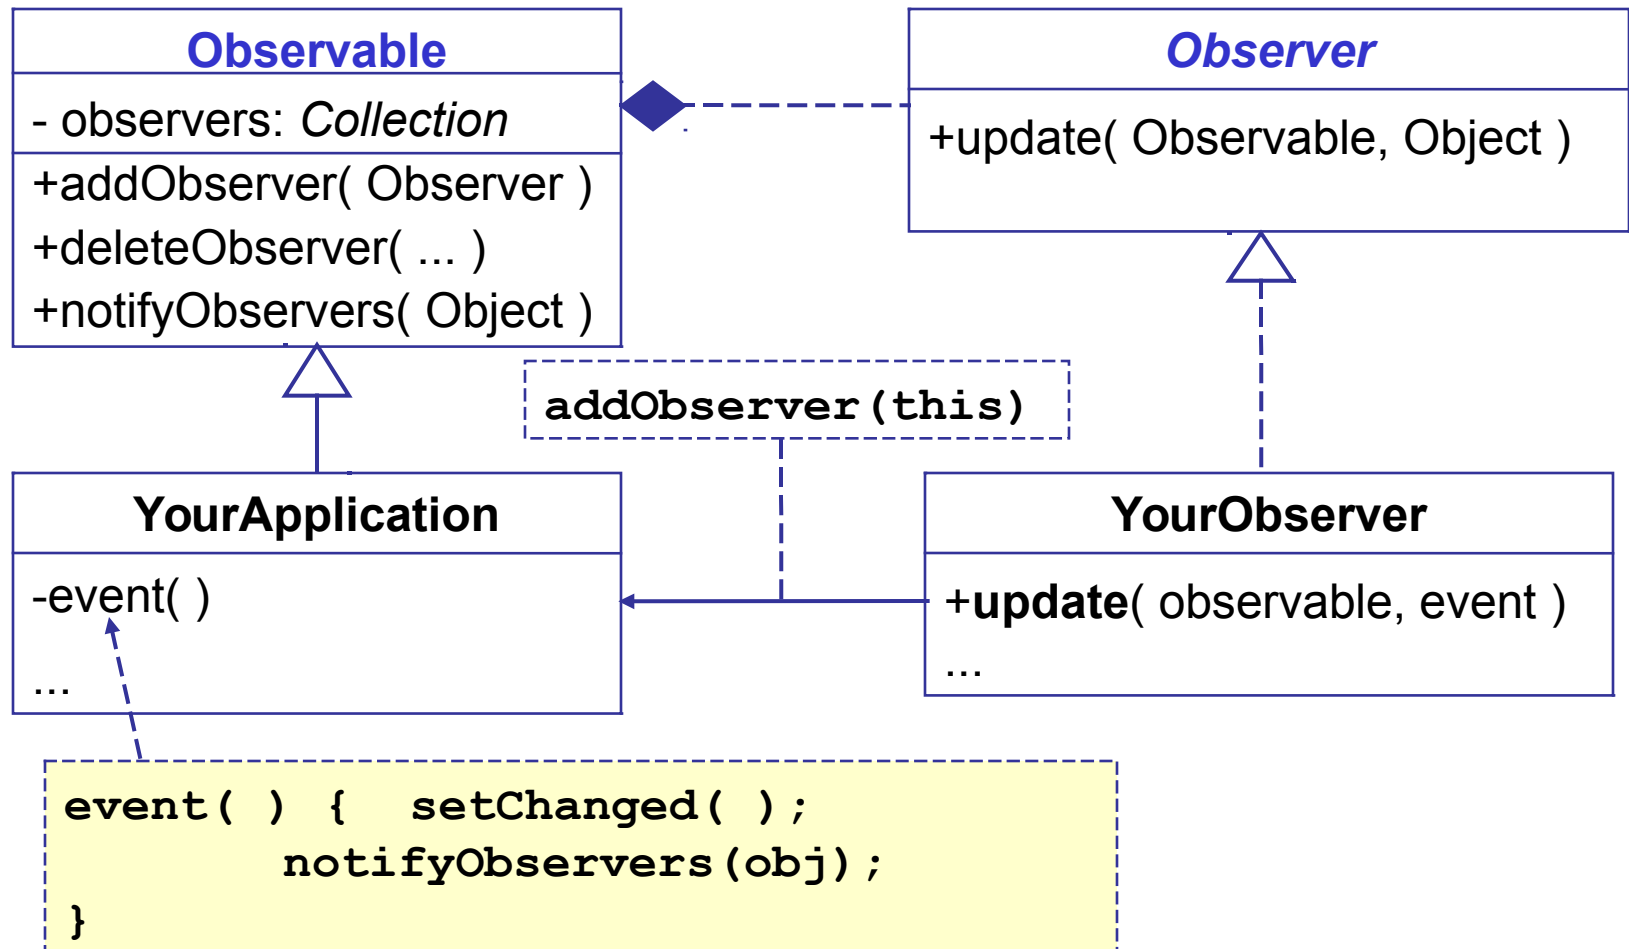 Observable
- observers: Collection
+addObserver( Observer )
+deleteObserver( ... )
+notifyObservers( Object )
Observer
+update( Observable, Object )
addObserver(this)
YourApplication
-event( )
...
YourObserver
+update( observable, event )
...
event( ) {   setChanged( );
notifyObservers(obj);
}